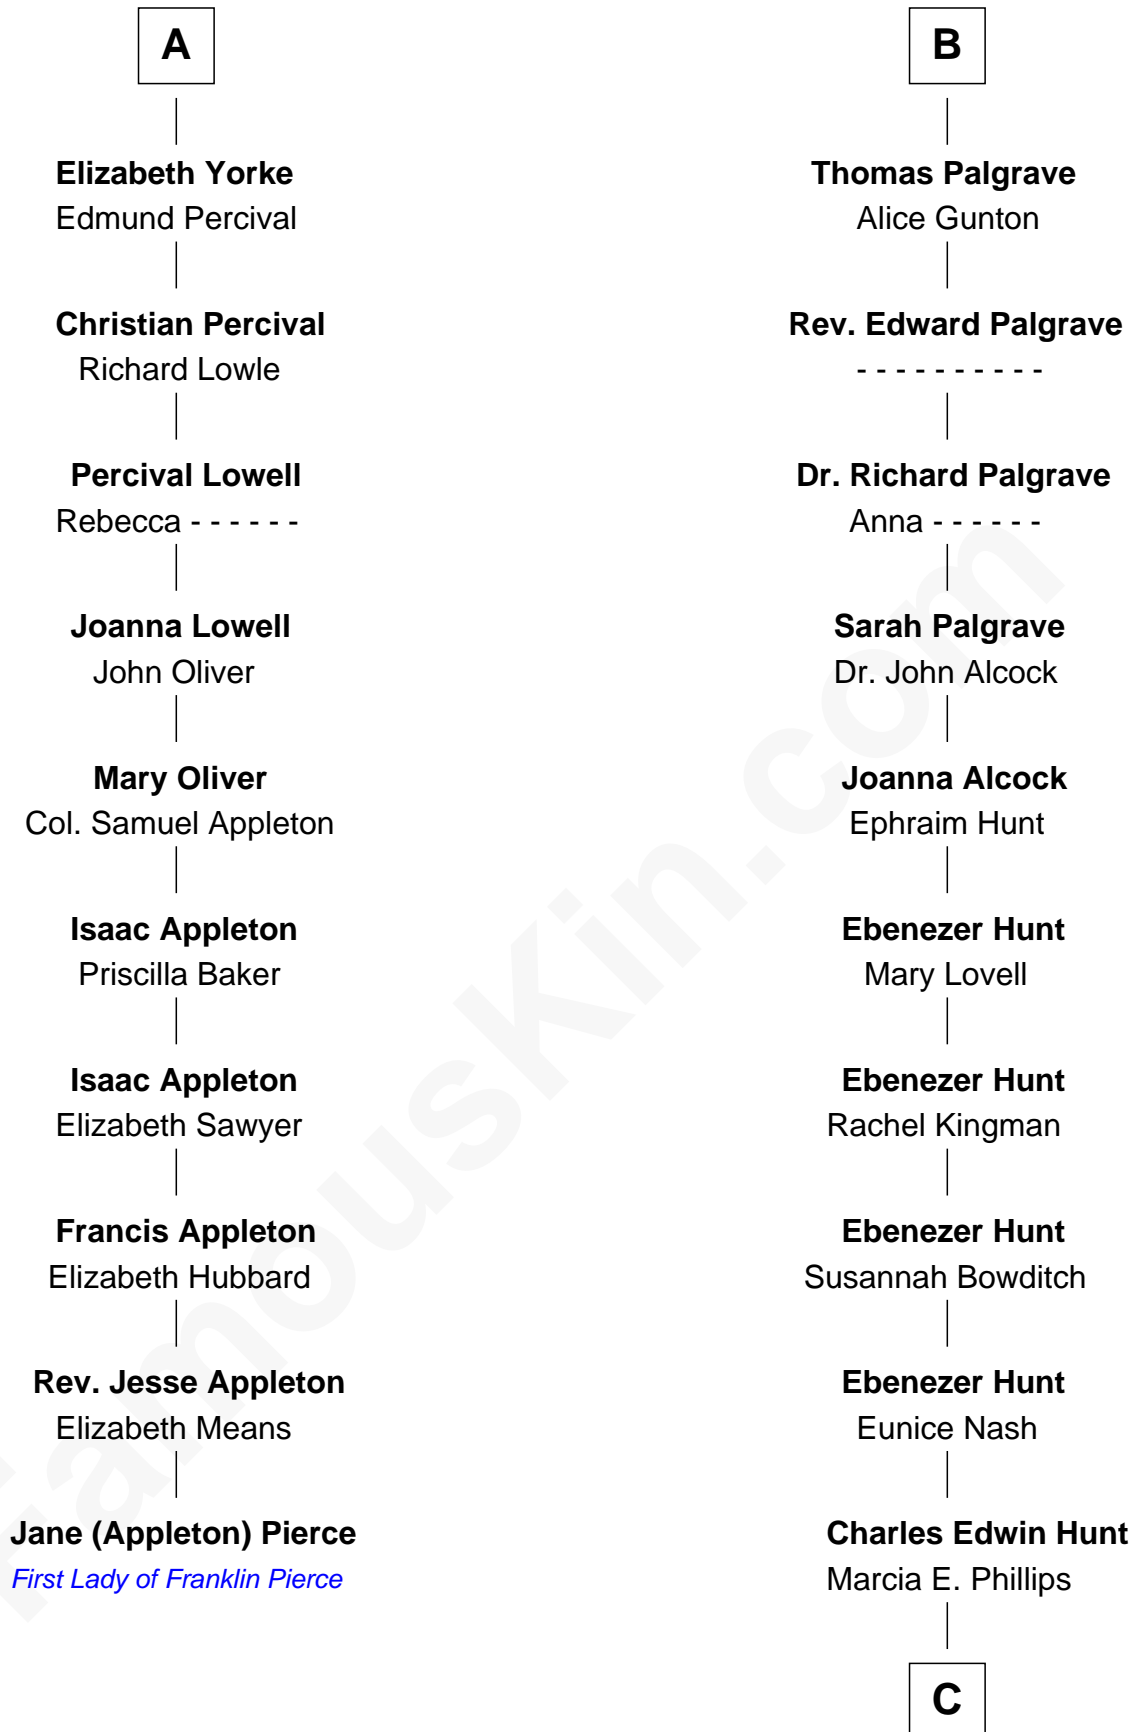 A
Elizabeth Yorke
Edmund Percival
Christian Percival
Richard Lowle
Percival Lowell
Rebecca - - - - - -
Joanna Lowell
John Oliver
Mary Oliver
Col. Samuel Appleton
Isaac Appleton
Priscilla Baker
Isaac Appleton
Elizabeth Sawyer
Francis Appleton
Elizabeth Hubbard
Rev. Jesse Appleton
Elizabeth Means
Jane (Appleton) Pierce
First Lady of Franklin Pierce
B
Thomas Palgrave
Alice Gunton
Rev. Edward Palgrave
- - - - - - - - - -
Dr. Richard Palgrave
Anna - - - - - -
Sarah Palgrave
Dr. John Alcock
Joanna Alcock
Ephraim Hunt
Ebenezer Hunt
Mary Lovell
Ebenezer Hunt
Rachel Kingman
Ebenezer Hunt
Susannah Bowditch
Ebenezer Hunt
Eunice Nash
Charles Edwin Hunt
Marcia E. Phillips
C
FamousKin.com